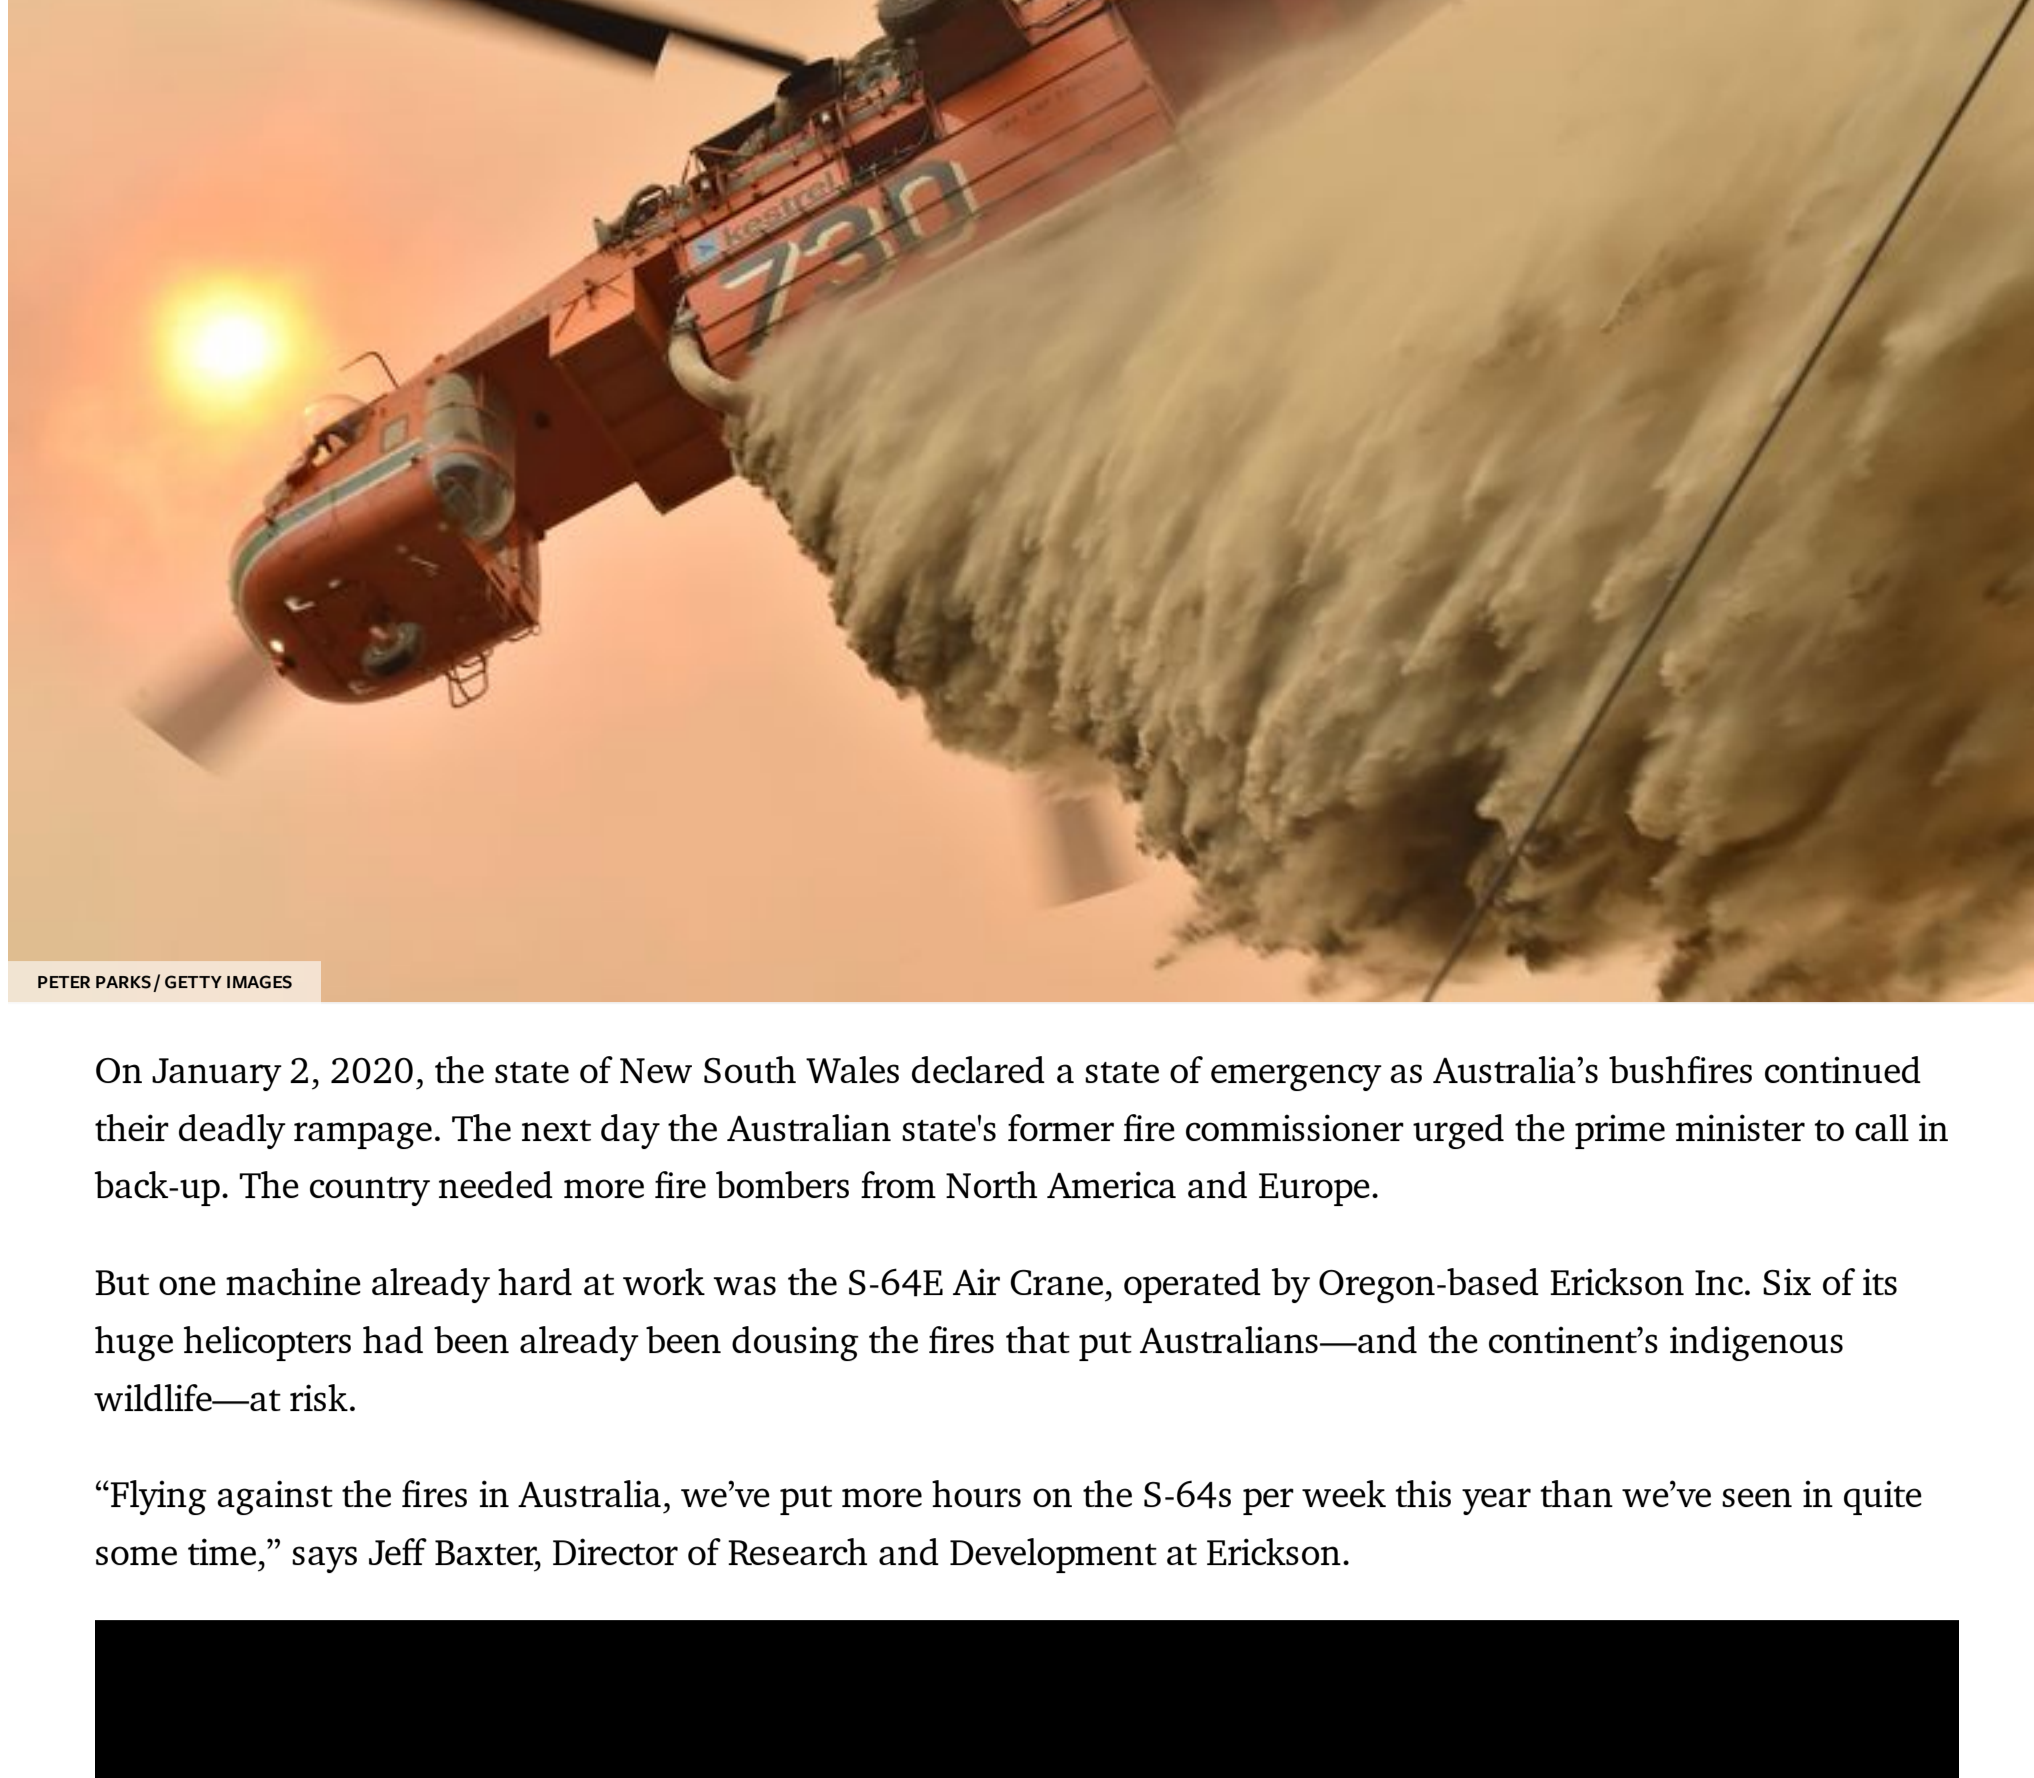 kestrel
730
PETER PARKS / GETTY IMAGES
On January 2, 2020, the state of New South Wales declared a state of emergency as Australia’s bushfires continued
their deadly rampage. The next day the Australian state's former fire commissioner urged the prime minister to call in
back-up. The country needed more fire bombers from North America and Europe.
But one machine already hard at work was the S-64E Air Crane, operated by Oregon-based Erickson Inc. Six of its
huge helicopters had been already been dousing the fires that put Australians—and the continent’s indigenous
wildlife—at risk.
“Flying against the fires in Australia, we’ve put more hours on the S-64s per week this year than we’ve seen in quite
some time,” says Jeff Baxter, Director of Research and Development at Erickson.